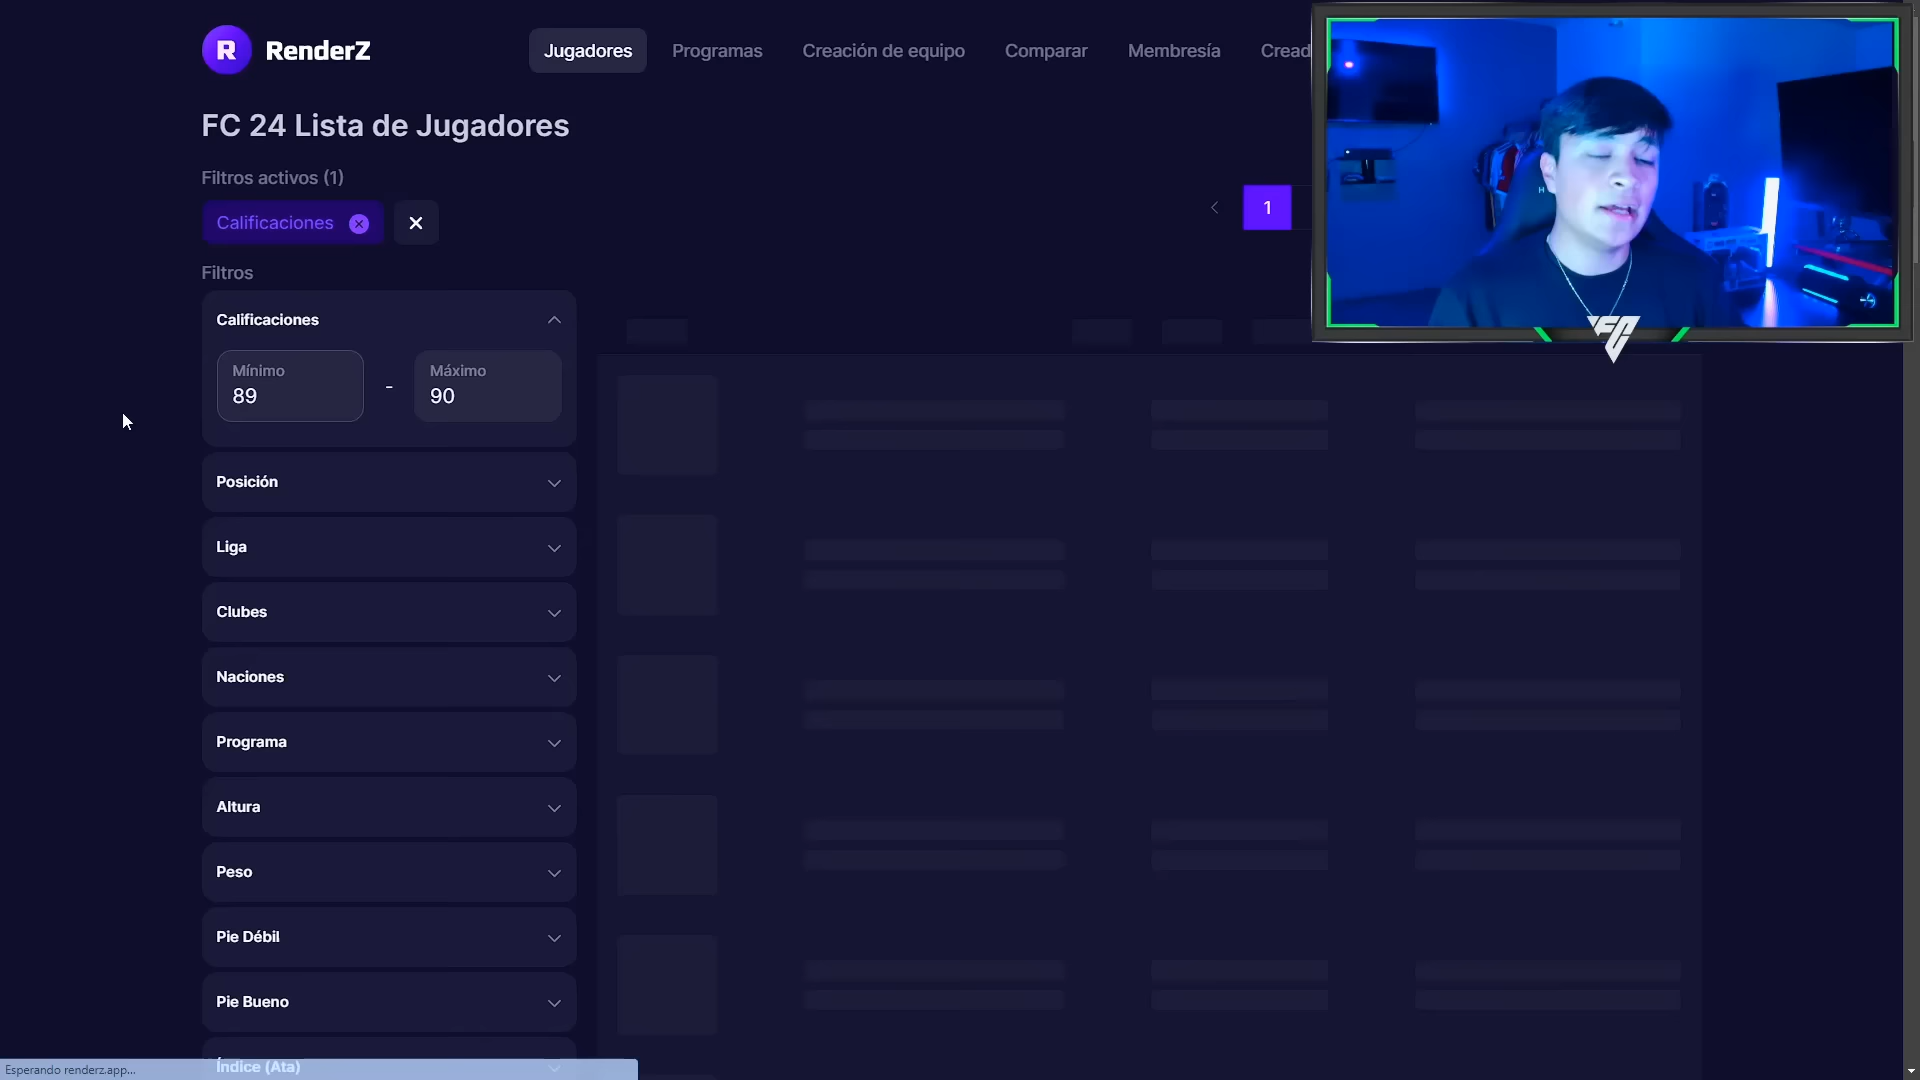 R RenderZ
Jugadores
Programas
Creación de equipo
Comparar
Membresía
Cread
FC 24 Lista de Jugadores
Filtros activos (1)
Calificaciones
1
Filtros
Calificaciones
Mínimo
89
-
Máximo
90
Posición
Liga
Clubes
Naciones
Programa
Altura
Peso
Pie Débil
Pie Bueno
Índice (Ata)
Esperando renderz.app...